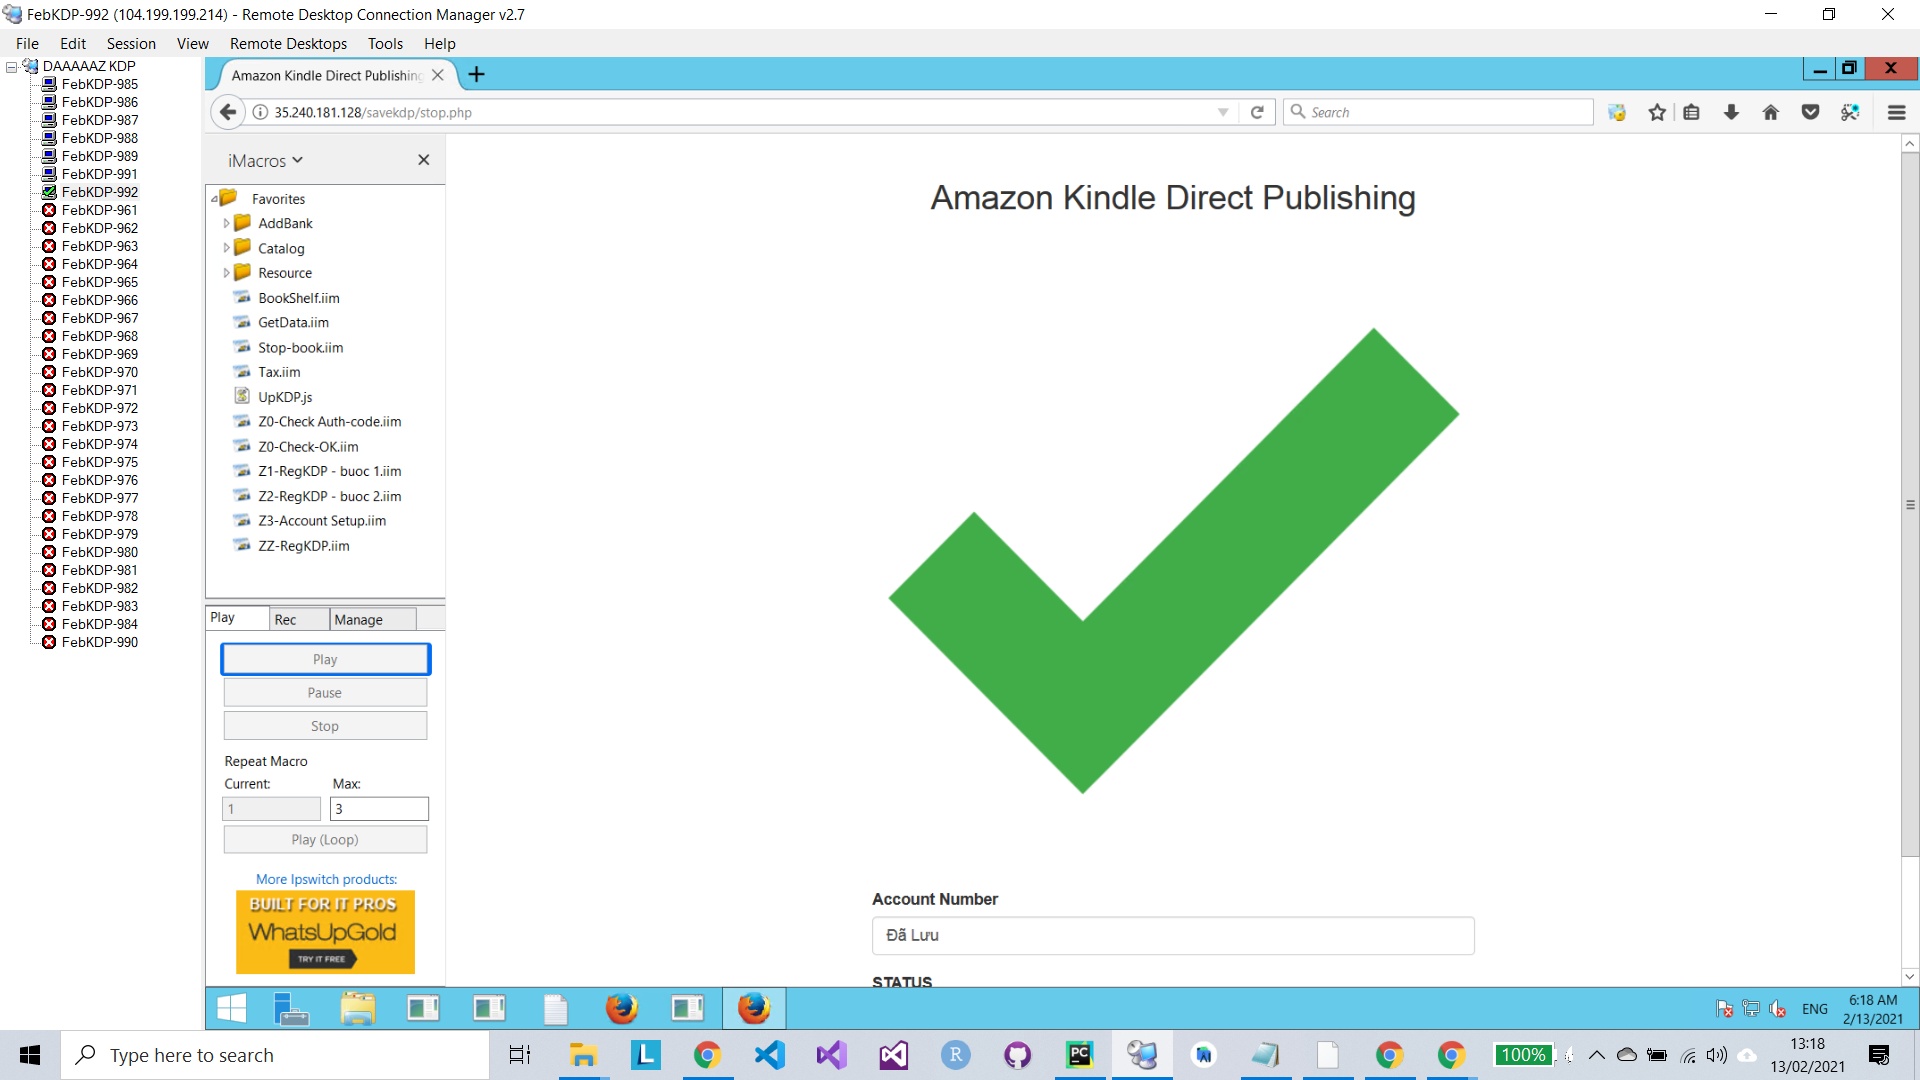 FebKDP-992 (104.199.199.214) - Remote Desktop Connection Manager v2.7
File Edit Session View Remote Desktops Tools Help
DAAAAAZ KDP
FebKDP-985
FebKDP-986
FebKDP-987
FebKDP-988
FebKDP-989
FebKDP-991
FebKDP-992
FebKDP-961
FebKDP-962
FebKDP-963
FebKDP-964
FebKDP-965
FebKDP-966
FebKDP-967
FebKDP-968
FebKDP-969
FebKDP-970
FebKDP-971
FebKDP-972
FebKDP-973
FebKDP-974
FebKDP-975
FebKDP-976
FebKDP-977
FebKDP-978
FebKDP-979
FebKDP-980
FebKDP-981
FebKDP-982
FebKDP-983
FebKDP-984
FebKDP-990
Amazon Kindle Direct Publishing
35.240.181.128/savekdp/stop.php
Search
iMacros
Favorites
AddBank
Catalog
Resource
BookShelf.iim
GetData.iim
Stop-book.iim
Tax.iim
UpKDP.js
Z0-Check Auth-code.iim
Z0-Check-OK.iim
Z1-RegKDP - buoc 1.iim
Z2-RegKDP - buoc 2.iim
Z3-Account Setup.iim
ZZ-RegKDP.iim
Play Rec Manage
Play
Pause
Stop
Repeat Macro
Current: Max:
1 3
Play (Loop)
More Ipswitch products:
BUILT FOR IT PROS
WhatsUpGold
TRY IT FREE
Amazon Kindle Direct Publishing
Account Number
Đã Lưu
STATUS
ENG
6:18 AM
2/13/2021
Type here to search
L
R
PC
100%
13:18
13/02/2021